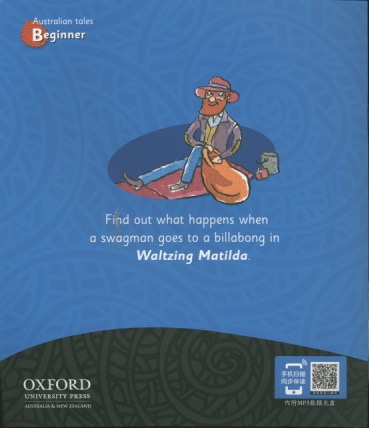 Australian tales
Beginner
Find out what happens when
a swagman goes to a billabong in
Waltzing Matilda.
手机扫描
同步伴读
OXFORD
UNIVERSITY PRESS
AUSTRALIA & NEW ZEALAND